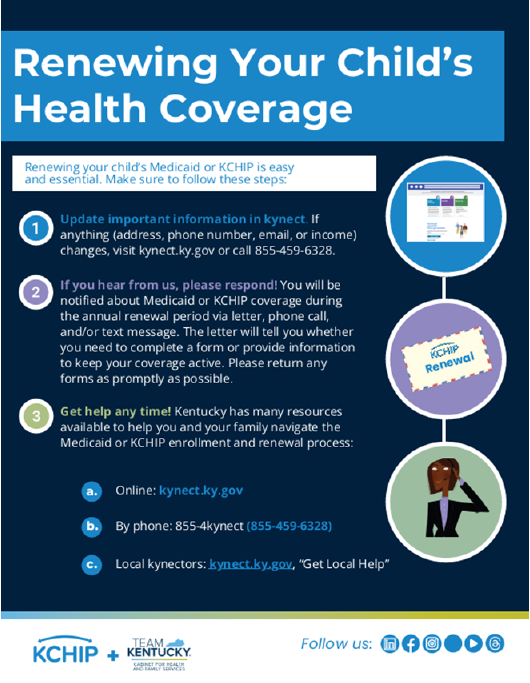 Renewing Your Child's
Health Coverage
Renewing your child's Medicaid or KCHIP is easy
and essential. Make sure to follow these steps:
1
Update important information in kynect. If
anything (address, phone number, email, or income)
changes, visit kynect.ky.gov or call 855-459-6328.
2
If you hear from us, please respond! You will be
notified about Medicaid or KCHIP coverage during
the annual renewal period via letter, phone call,
and/or text message. The letter will tell you whether
you need to complete a form or provide information
to keep your coverage active. Please return any
forms as promptly as possible.
KCHIP
Renewal
3
Get help any time! Kentucky has many resources
available to help you and your family navigate the
Medicaid or KCHIP enrollment and renewal process:
a. Online: kynect.ky.gov
b. By phone: 855-4kynect (855-459-6328)
c. Local kynectors: kynect.ky.gov, “Get Local Help”
KCHIP + TEAM
KENTUCKY
CABINET FOR HEALTH
AND FAMILY SERVICES
Follow us: